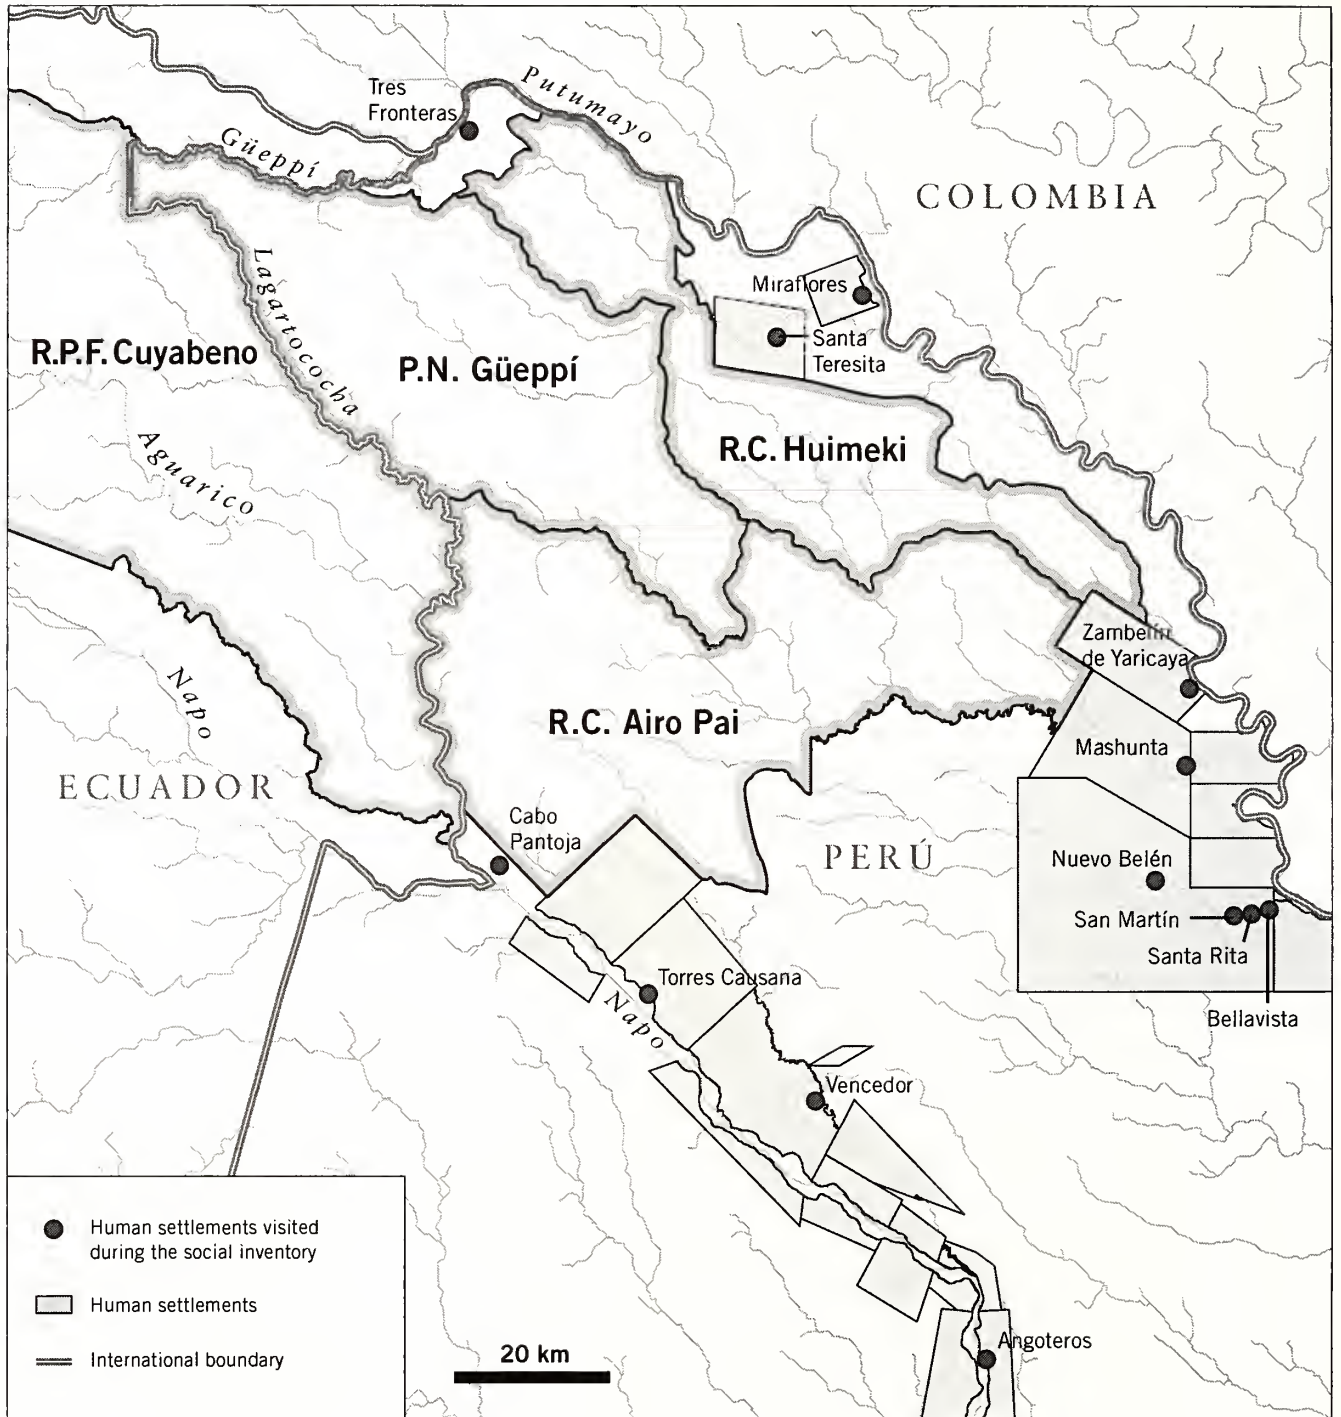 Tres
Fronteras
Putumayo
Güeppí
COLOMBIA
Lagartococha
Miraflores
Santa
Teresita
R.P.F. Cuyabeno
P.N. Güeppí
R.C. Huimeki
Aguarico
Zambelín
de Yaricaya
Napo
R.C. Airo Pai
Mashunta
ECUADOR
Cabo
Pantoja
PERÚ
Nuevo Belén
San Martín
Santa Rita
Bellavista
Torres Causana
Napo
Vencedor
Angoteros
Human settlements visited
during the social inventory
Human settlements
International boundary
20 km